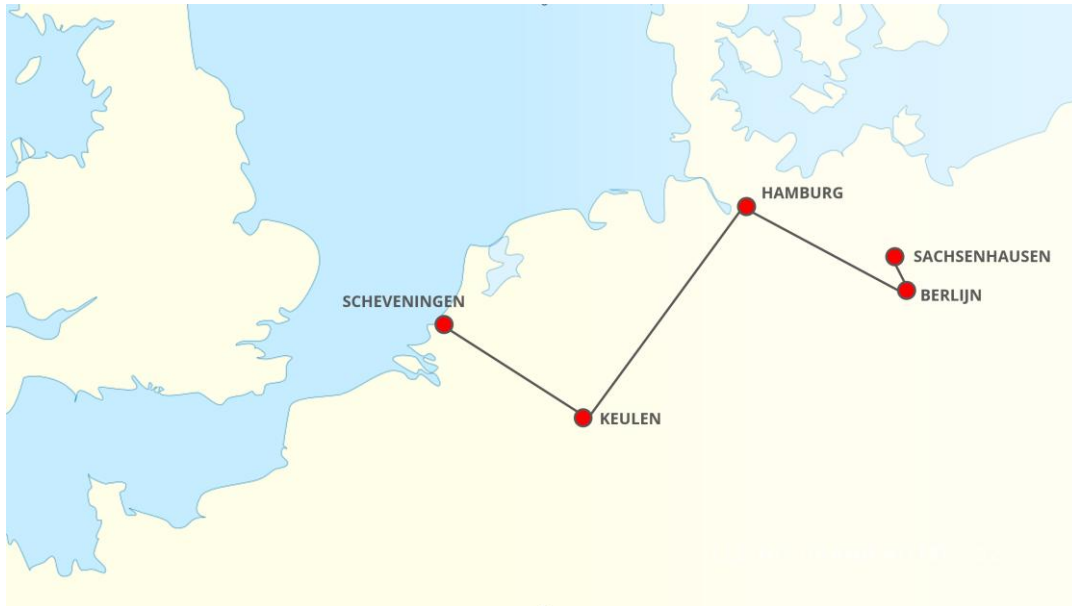 HAMBURG
SACHSENHAUSEN
BERLIJN
SCHEVENINGEN
KEULEN